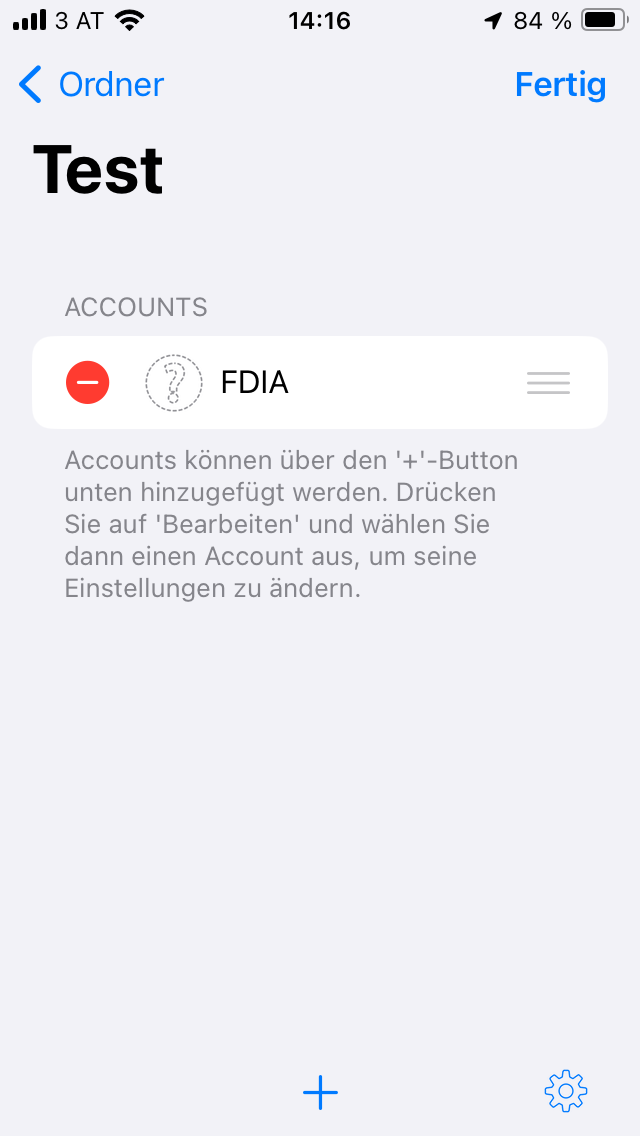 3 AT 14:16 84 %
Ordner Fertig
Test
ACCOUNTS
FDIA
Accounts können über den '+'-Button
unten hinzugefügt werden. Drücken
Sie auf 'Bearbeiten' und wählen Sie
dann einen Account aus, um seine
Einstellungen zu ändern.